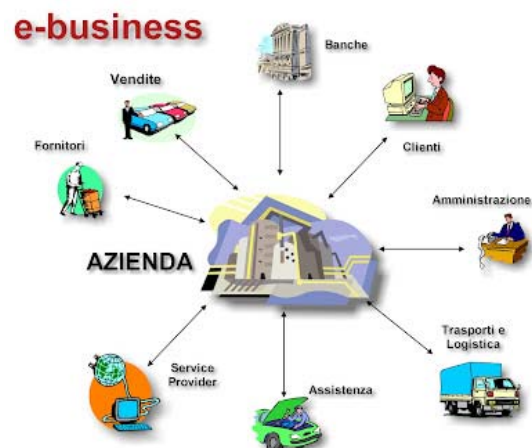 e-business
Banche
Vendite
Clienti
Fornitori
Amministrazione
AZIENDA
Trasporti e
Logistica
Service
Provider
Assistenza